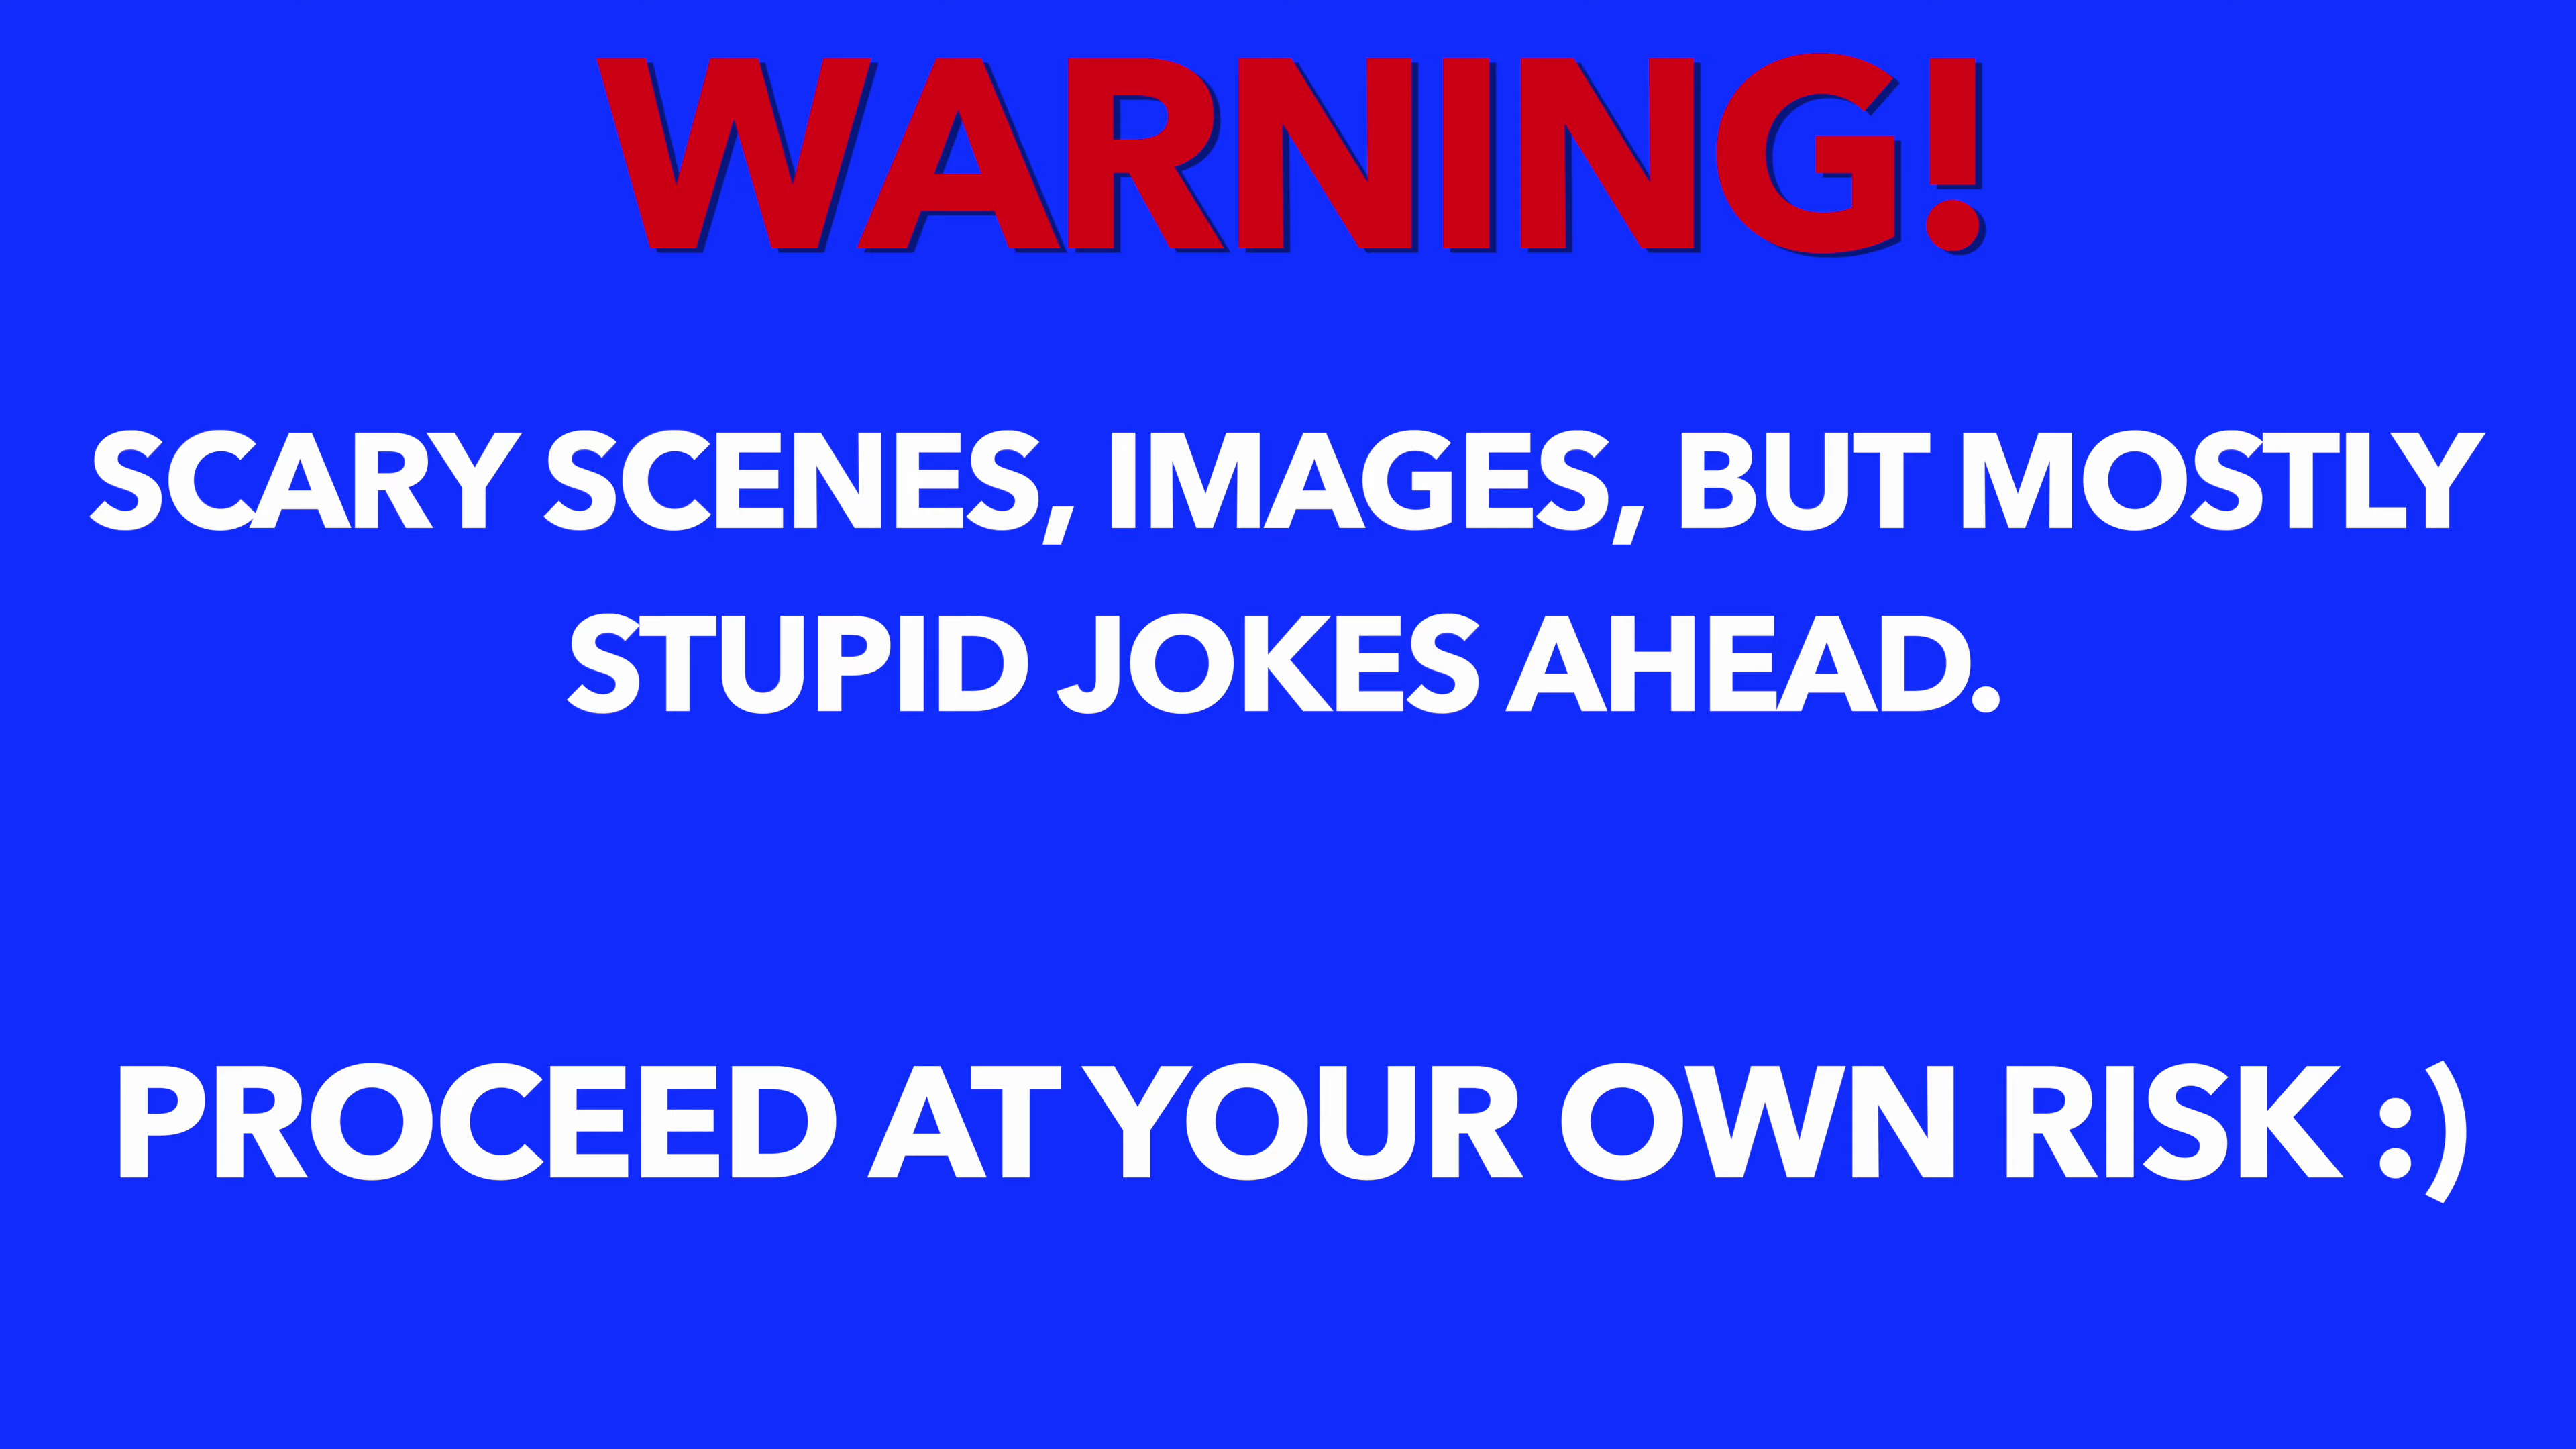 WARNING!
SCARY SCENES, IMAGES, BUT MOSTLY
STUPID JOKES AHEAD.
PROCEED AT YOUR OWN RISK :)